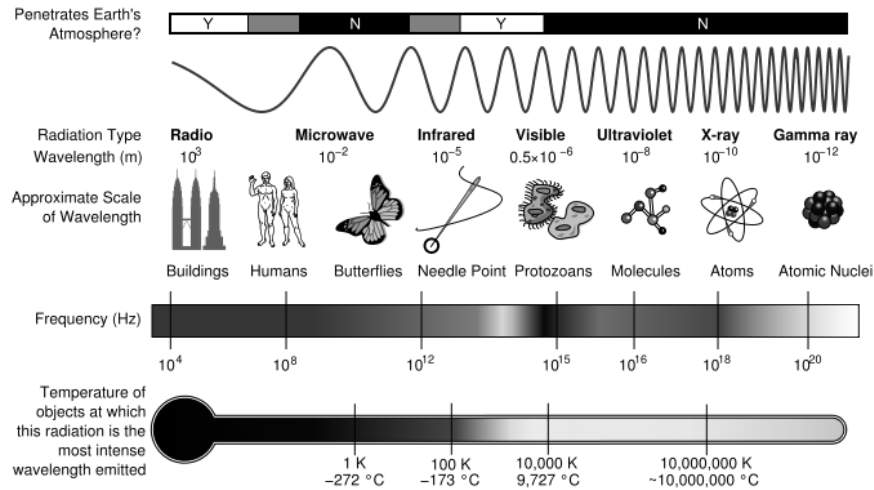 Penetrates Earth's
Atmosphere?
Y N Y N
Radiation Type Radio Microwave Infrared Visible Ultraviolet X-ray Gamma ray
Wavelength (m) 10³ 10⁻² 10⁻⁵ 0.5×10⁻⁶ 10⁻⁸ 10⁻¹⁰ 10⁻¹²
Approximate Scale
of Wavelength
Buildings Humans Butterflies Needle Point Protozoans Molecules Atoms Atomic Nuclei
Frequency (Hz)
10⁴ 10⁸ 10¹² 10¹⁵ 10¹⁶ 10¹⁸ 10²⁰
Temperature of
objects at which
this radiation is the
most intense
wavelength emitted
1 K 100 K 10,000 K 10,000,000 K
−272 °C −173 °C 9,727 °C ~10,000,000 °C